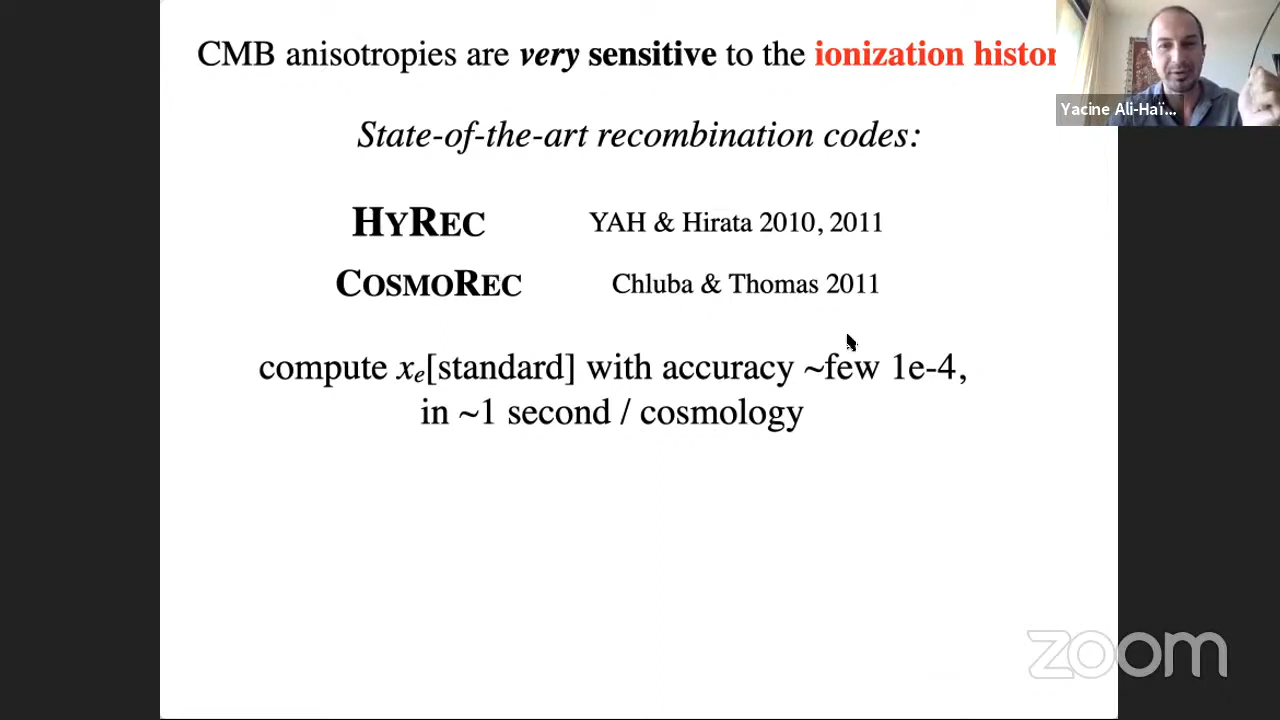 CMB anisotropies are very sensitive to the ionization histor
Yacine Ali-Haï...
State-of-the-art recombination codes:
HYREC YAH & Hirata 2010, 2011
COSMOREC Chluba & Thomas 2011
compute xe[standard] with accuracy ~few 1e-4,
in ~1 second / cosmology
zoom